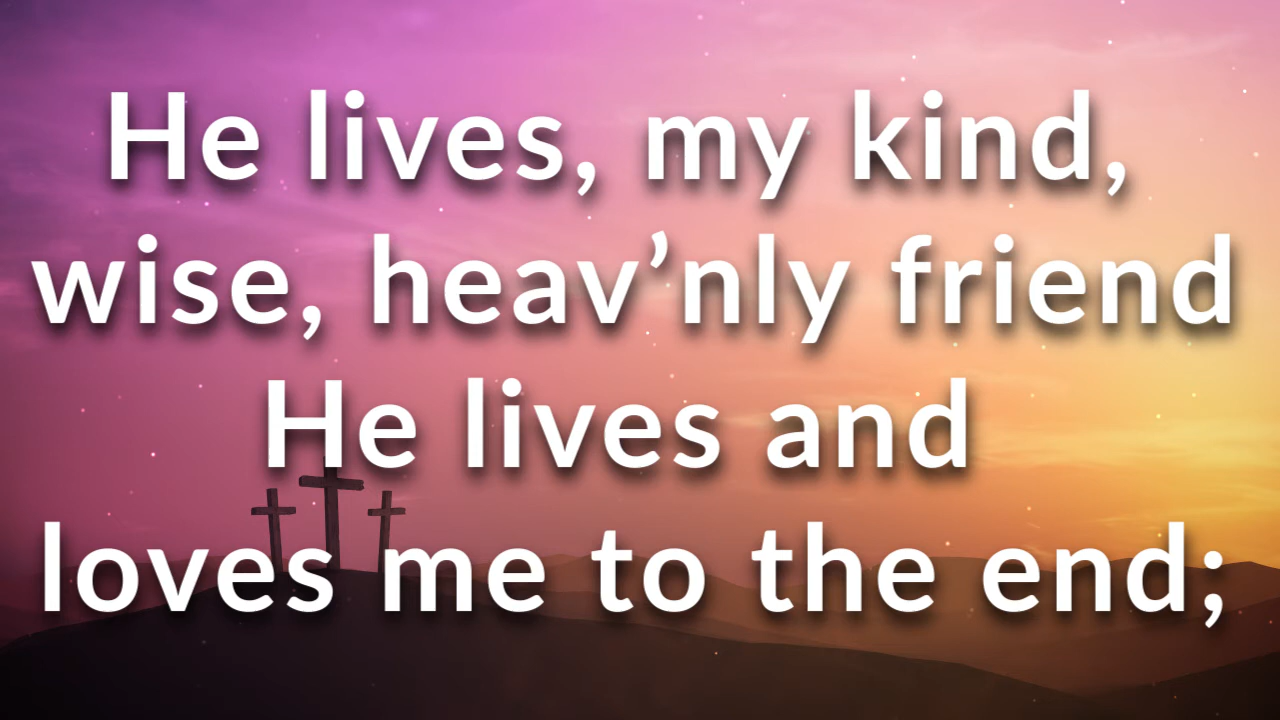 He lives, my kind,
wise, heav’nly friend
He lives and
loves me to the end;